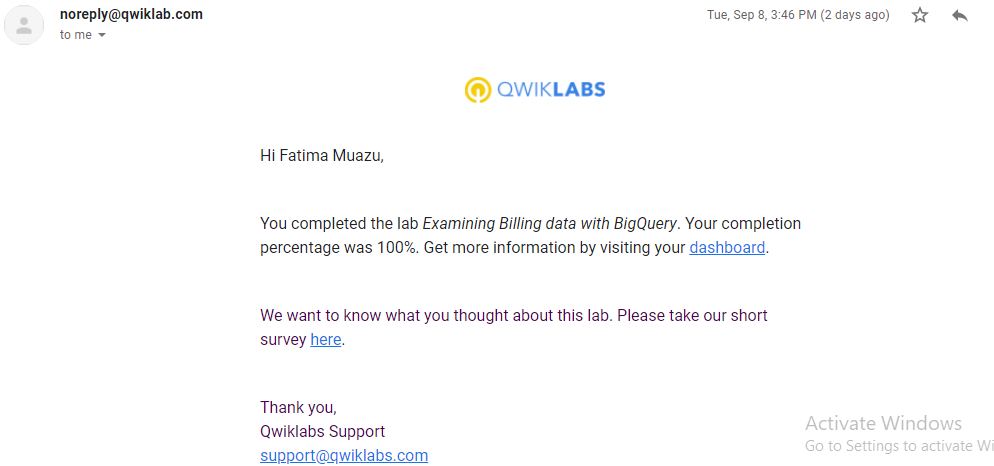 noreply@qwiklab.com
Tue, Sep 8, 3:46 PM (2 days ago)
to me
QWIKLABS
Hi Fatima Muazu,
You completed the lab Examining Billing data with BigQuery. Your completion
percentage was 100%. Get more information by visiting your dashboard.
We want to know what you thought about this lab. Please take our short
survey here.
Thank you,
Qwiklabs Support
support@qwiklabs.com
Activate Windows
Go to Settings to activate Wi